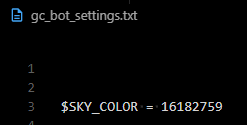 gc_bot_settings.txt
1
2
3 $SKY_COLOR = 16182759